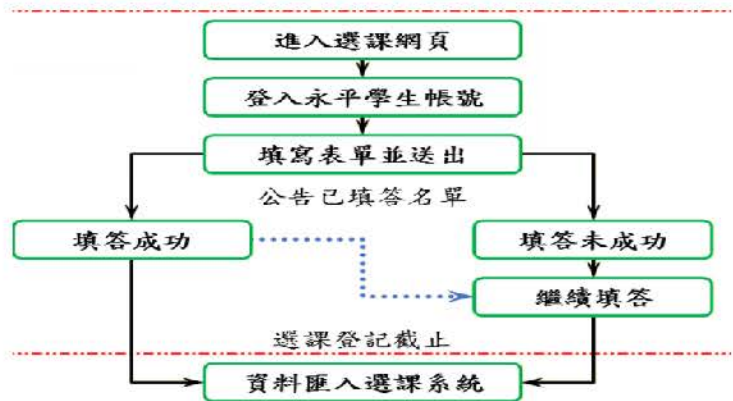 進入選課網頁
登入永平學生帳號
填寫表單並送出
公告已填答名單
填答成功
填答未成功
繼續填答
選課登記截止
資料匯入選課系統